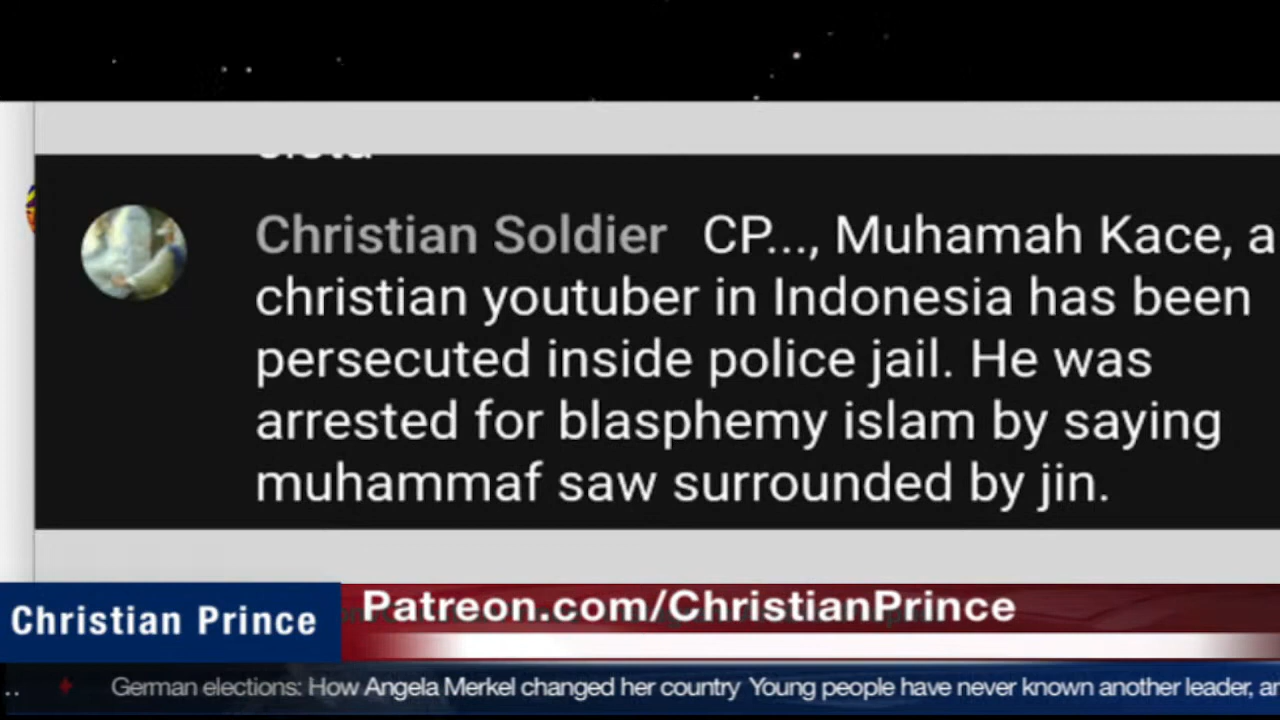 Christian Soldier CP..., Muhamah Kace, a
christian youtuber in Indonesia has been
persecuted inside police jail. He was
arrested for blasphemy islam by saying
muhammaf saw surrounded by jin.
Christian Prince
Patreon.com/ChristianPrince
.. German elections: How Angela Merkel changed her country Young people have never known another leader, an